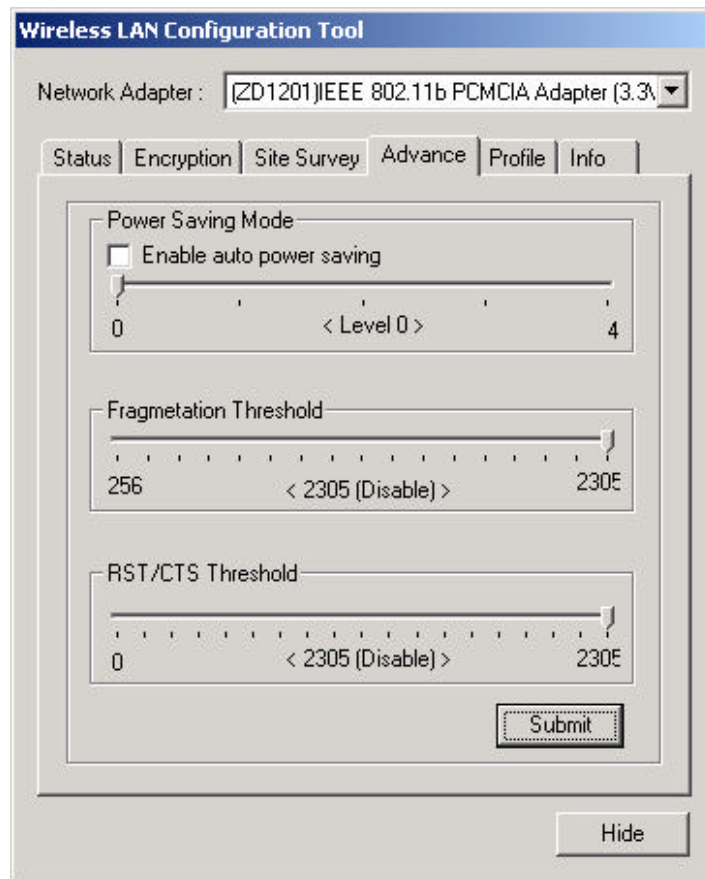 Wireless LAN Configuration Tool
Network Adapter : (ZD1201)IEEE 802.11b PCMCIA Adapter (3.3\
Status Encryption Site Survey Advance Profile Info
Power Saving Mode
Enable auto power saving
0 < Level 0 > 4
Fragmetation Threshold
256 < 2305 (Disable) > 2305
RST/CTS Threshold
0 < 2305 (Disable) > 2305
Submit
Hide